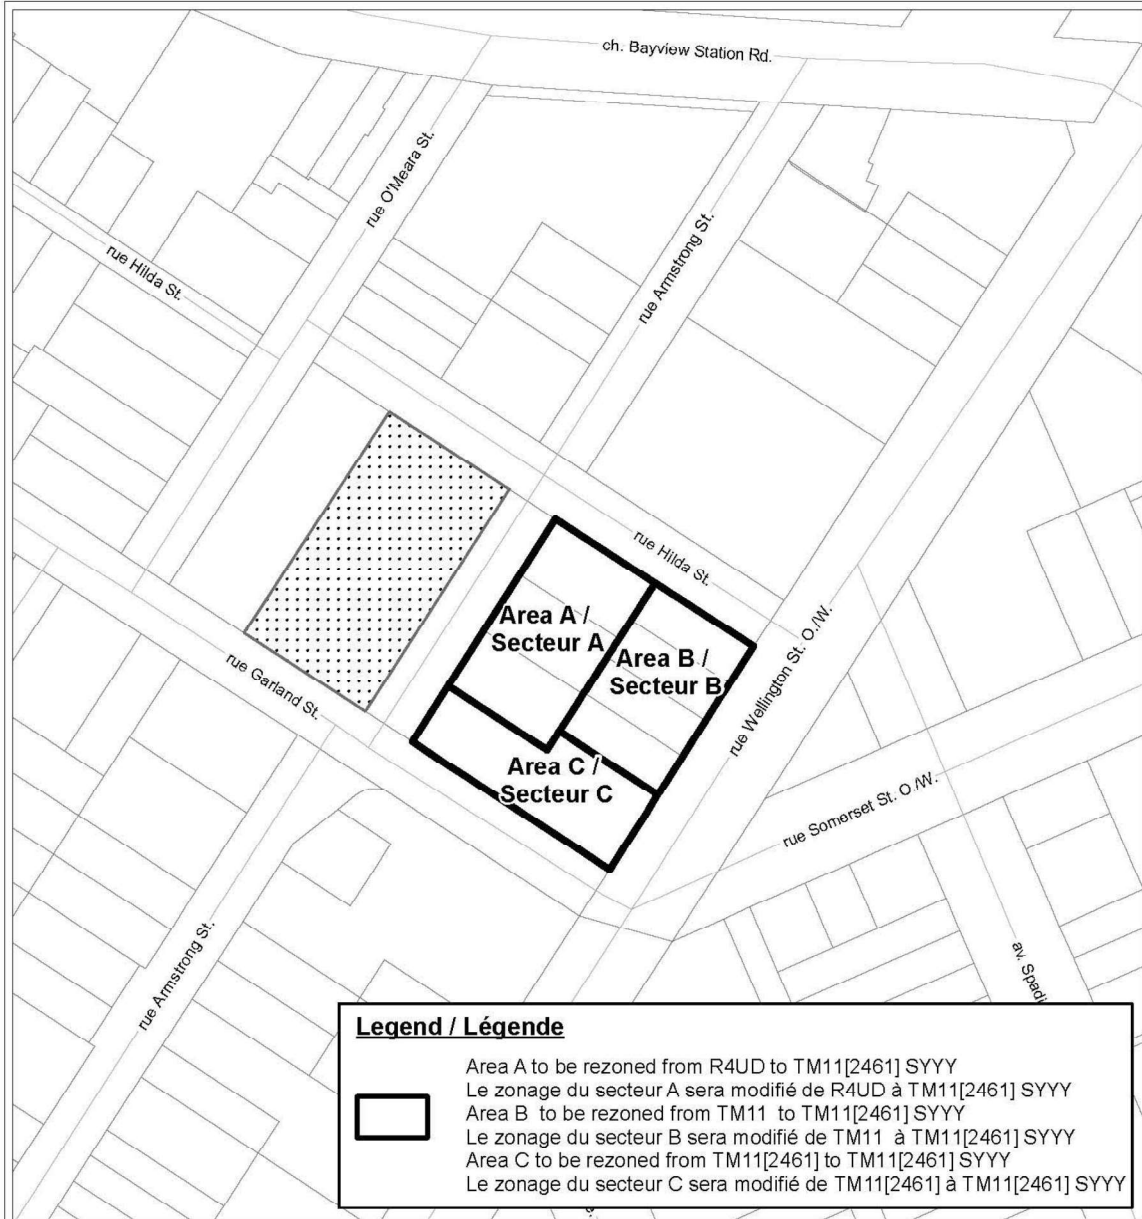 ch. Bayview Station Rd.
rue O'Meara St.
rue Armstrong St.
rue Hilda St.
rue Hilda St.
Area A /
Secteur A
Area B /
Secteur B
rue Wellington St. O./W.
rue Garland St.
Area C /
Secteur C
rue Somerset St. O./W.
rue Armstrong St.
av. Spadi
Legend / Légende
Area A to be rezoned from R4UD to TM11[2461] SYYY
Le zonage du secteur A sera modifié de R4UD à TM11[2461] SYYY
Area B to be rezoned from TM11 to TM11[2461] SYYY
Le zonage du secteur B sera modifié de TM11 à TM11[2461] SYYY
Area C to be rezoned from TM11[2461] to TM11[2461] SYYY
Le zonage du secteur C sera modifié de TM11[2461] à TM11[2461] SYYY